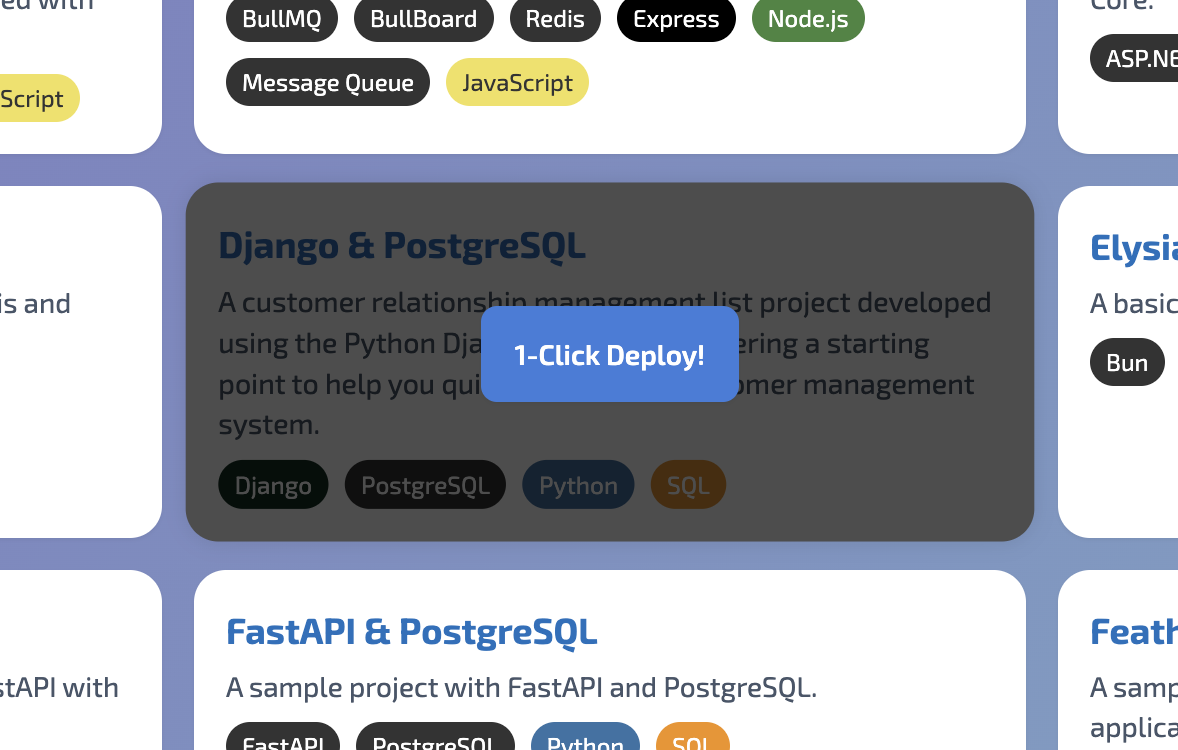 ed with
Script
BullMQ BullBoard Redis Express Node.js
Message Queue JavaScript
Core.
ASP.NE
is and
Django & PostgreSQL
A customer relationship management list project developed
using the Python Dja ering a starting
point to help you qui omer management
system.
1-Click Deploy!
Django PostgreSQL Python SQL
Elysia
A basic
Bun
stAPI with
FastAPI & PostgreSQL
A sample project with FastAPI and PostgreSQL.
FastAPI PostgreSQL Python SQL
Feath
A samp
applica